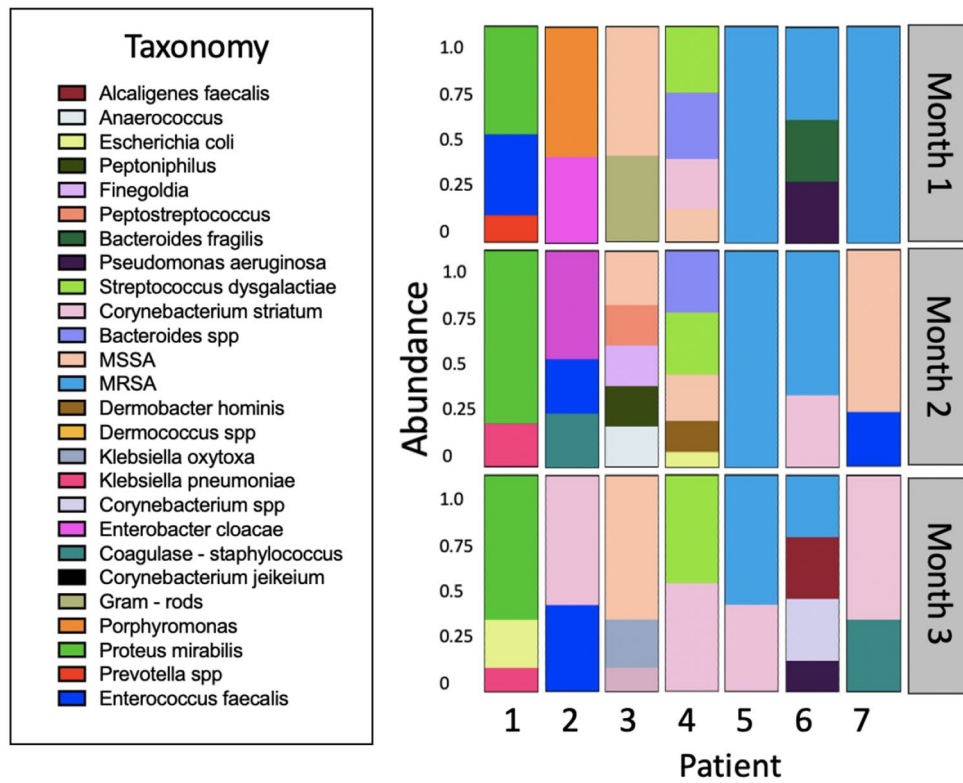 Taxonomy
Alcaligenes faecalis
Anaerococcus
Escherichia coli
Peptoniphilus
Finegoldia
Peptostreptococcus
Bacteroides fragilis
Pseudomonas aeruginosa
Streptococcus dysgalactiae
Corynebacterium striatum
Bacteroides spp
MSSA
MRSA
Dermobacter hominis
Dermococcus spp
Klebsiella oxytoxa
Klebsiella pneumoniae
Corynebacterium spp
Enterobacter cloacae
Coagulase - staphylococcus
Corynebacterium jeikeium
Gram - rods
Porphyromonas
Proteus mirabilis
Prevotella spp
Enterococcus faecalis
Abundance
1.0
0.75
0.5
0.25
0
Month 1
1.0
0.75
0.5
0.25
0
Month 2
1.0
0.75
0.5
0.25
0
Month 3
1 2 3 4 5 6 7
Patient